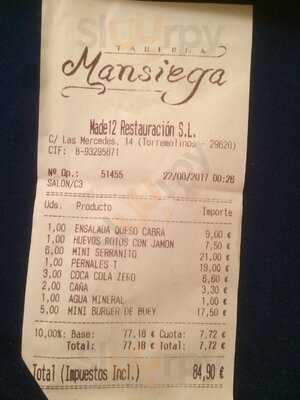 TABERNA
Mansiega
Made12 Restauración S.L.
C/ Las Mercedes, 14 (Torremolinos - 29620)
CIF: B-93295871
Nº Op.: 51455 22/08/2017 00:26
SALON/C3
Uds. Producto Importe
1,00 ENSALADA QUESO CABRA 9,00 €
1,00 HUEVOS ROTOS CON JAMON 7,50 €
6,00 MINI SERRANITO 21,00 €
1,00 PERNALES T 19,00 €
3,00 COCA COLA ZERO 6,60 €
2,00 CAÑA 3,30 €
1,00 AGUA MINERAL 1,00 €
5,00 MINI BURGER DE BUEY 17,50 €
10,00%: Base: 77,18 € Cuota: 7,72 €
Total: 77,18 € Total: 7,72 €
Total (Impuestos Incl.) 84,90 €